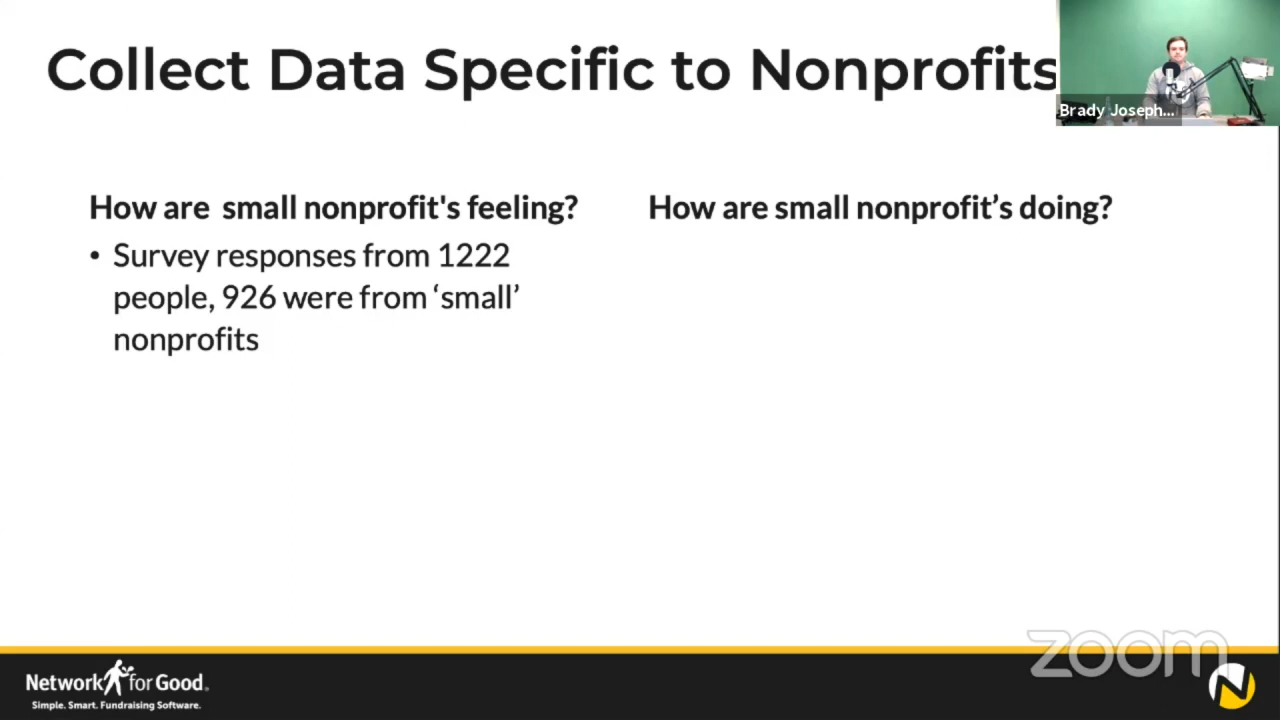 Collect Data Specific to Nonprofits
Brady Joseph...
How are  small nonprofit's feeling?
How are small nonprofit’s doing?
• Survey responses from 1222
people, 926 were from ‘small’
nonprofits
zoom
Network for Good.
Simple. Smart. Fundraising Software.
N